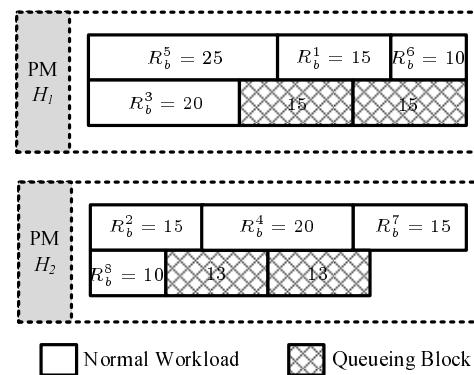 PM
H₁
R_b^5 = 25 R_b^1 = 15 R_b^6 = 10
R_b^3 = 20 15 15
PM
H₂
R_b^2 = 15 R_b^4 = 20 R_b^7 = 15
R_b^8 = 10 13 13
Normal Workload Queueing Block